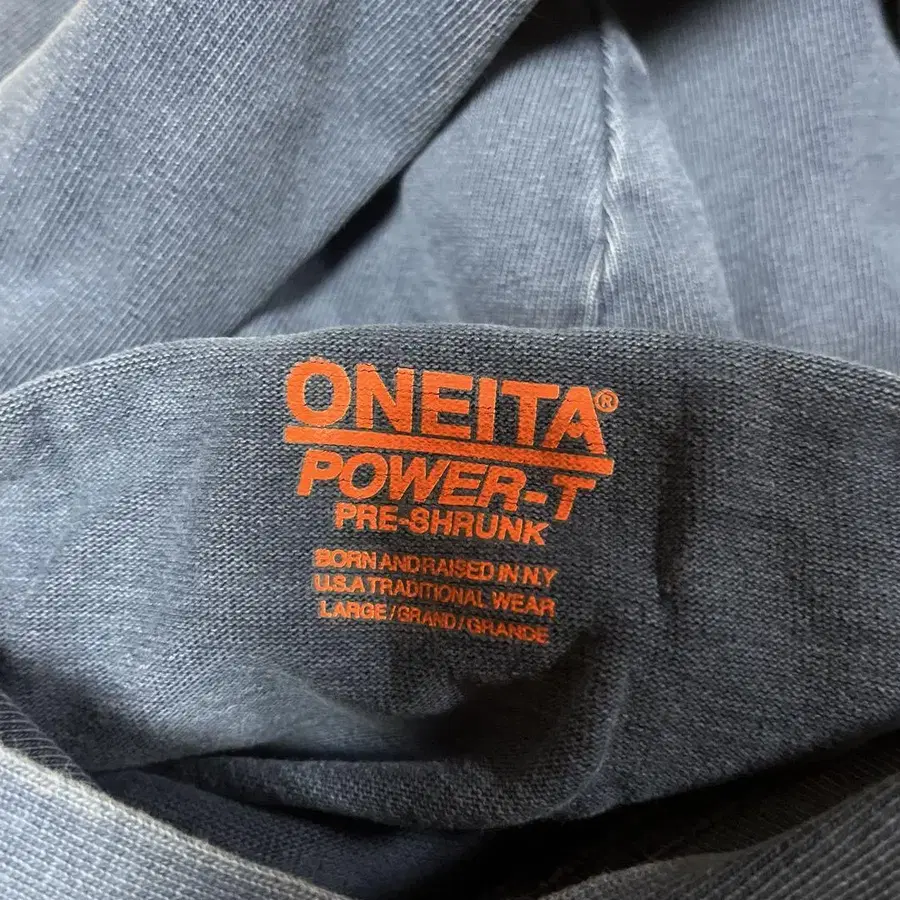 ONEITA®
POWER-T
PRE-SHRUNK
BORN AND RAISED IN N.Y
U.S.A TRADITIONAL WEAR
LARGE/GRAND/GRANDE